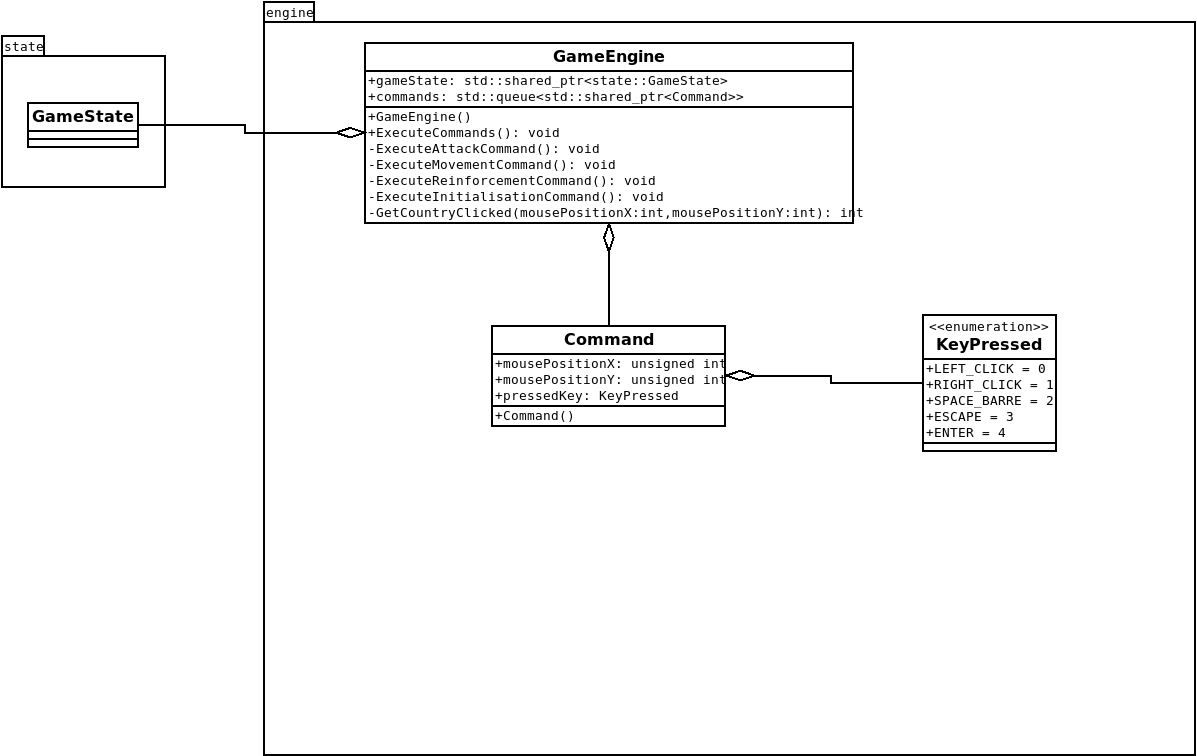 engine
state
GameEngine
+gameState: std::shared_ptr<state::GameState>
+commands: std::queue<std::shared_ptr<Command>>
+GameEngine()
+ExecuteCommands(): void
-ExecuteAttackCommand(): void
-ExecuteMovementCommand(): void
-ExecuteReinforcementCommand(): void
-ExecuteInitialisationCommand(): void
-GetCountryClicked(mousePositionX:int,mousePositionY:int): int
GameState
Command
+mousePositionX: unsigned int
+mousePositionY: unsigned int
+pressedKey: KeyPressed
+Command()
<<enumeration>>
KeyPressed
+LEFT_CLICK = 0
+RIGHT_CLICK = 1
+SPACE_BARRE = 2
+ESCAPE = 3
+ENTER = 4